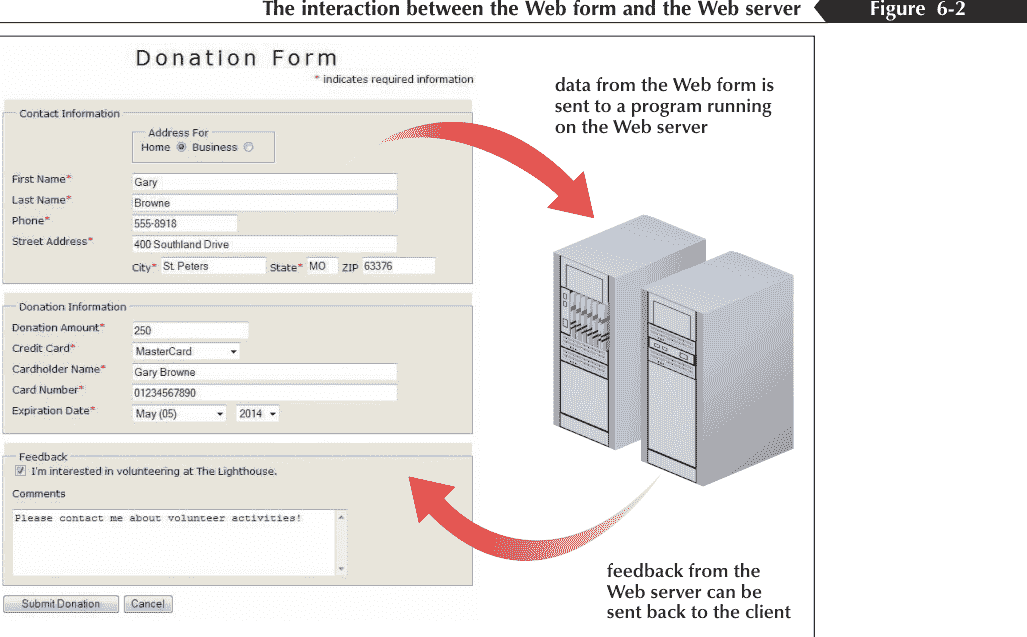 The interaction between the Web form and the Web server
Figure 6-2
Donation Form
* indicates required information
data from the Web form is
sent to a program running
on the Web server
Contact Information
Address For
Home Business
First Name* Gary
Last Name* Browne
Phone* 555-8918
Street Address* 400 Southland Drive
City* St. Peters State* MO ZIP 63376
Donation Information
Donation Amount* 250
Credit Card* MasterCard
Cardholder Name* Gary Browne
Card Number* 01234567890
Expiration Date* May (05) 2014
Feedback
I'm interested in volunteering at The Lighthouse.
Comments
Please contact me about volunteer activities!
Submit Donation Cancel
feedback from the
Web server can be
sent back to the client